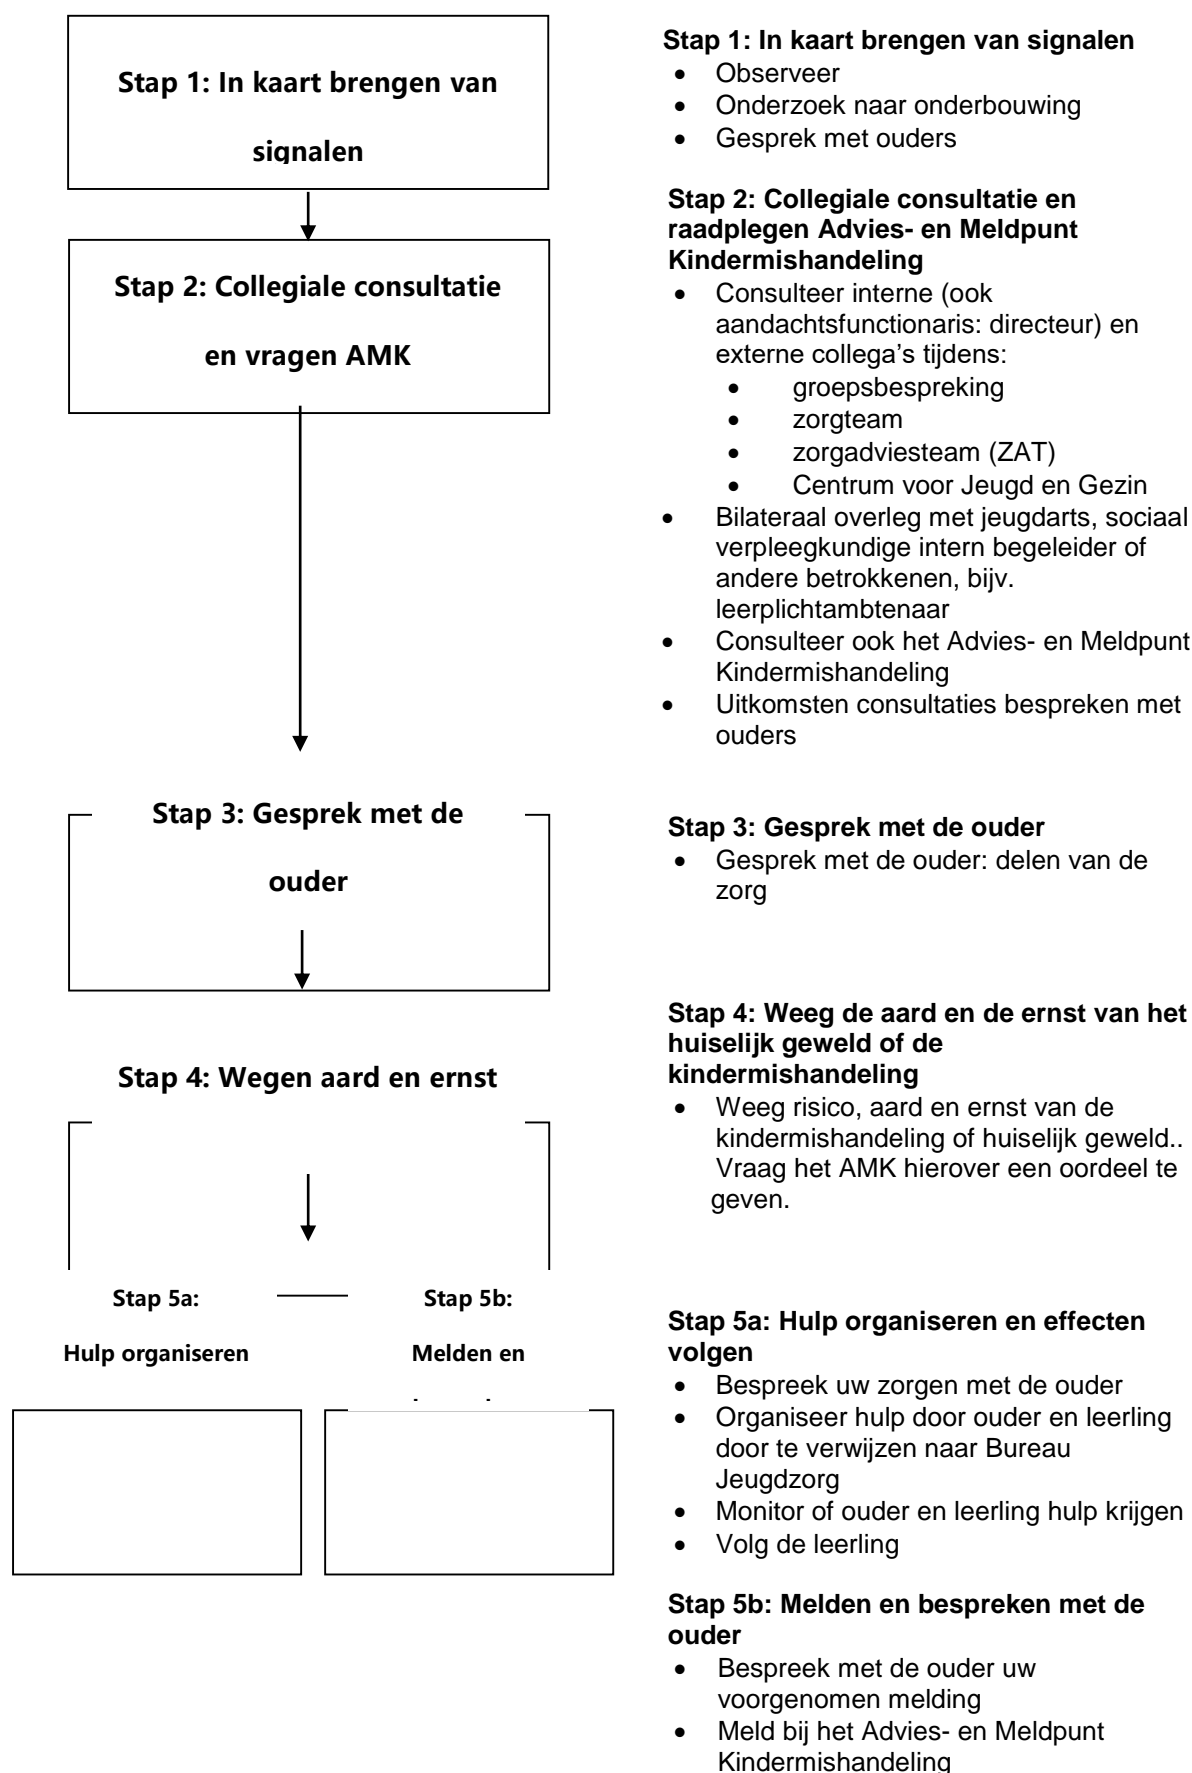 Stap 1: In kaart brengen van
signalen
Stap 2: Collegiale consultatie
en vragen AMK
Stap 3: Gesprek met de
ouder
Stap 4: Wegen aard en ernst
Stap 5a:
Hulp organiseren
Stap 5b:
Melden en
Stap 1: In kaart brengen van signalen
• Observeer
• Onderzoek naar onderbouwing
• Gesprek met ouders
Stap 2: Collegiale consultatie en
raadplegen Advies- en Meldpunt
Kindermishandeling
• Consulteer interne (ook
aandachtsfunctionaris: directeur) en
externe collega’s tijdens:
• groepsbespreking
• zorgteam
• zorgadviesteam (ZAT)
• Centrum voor Jeugd en Gezin
• Bilateraal overleg met jeugdarts, sociaal
verpleegkundige intern begeleider of
andere betrokkenen, bijv.
leerplichtambtenaar
• Consulteer ook het Advies- en Meldpunt
Kindermishandeling
• Uitkomsten consultaties bespreken met
ouders
Stap 3: Gesprek met de ouder
• Gesprek met de ouder: delen van de
zorg
Stap 4: Weeg de aard en de ernst van het
huiselijk geweld of de
kindermishandeling
• Weeg risico, aard en ernst van de
kindermishandeling of huiselijk geweld..
Vraag het AMK hierover een oordeel te
geven.
Stap 5a: Hulp organiseren en effecten
volgen
• Bespreek uw zorgen met de ouder
• Organiseer hulp door ouder en leerling
door te verwijzen naar Bureau
Jeugdzorg
• Monitor of ouder en leerling hulp krijgen
• Volg de leerling
Stap 5b: Melden en bespreken met de
ouder
• Bespreek met de ouder uw
voorgenomen melding
• Meld bij het Advies- en Meldpunt
Kindermishandeling